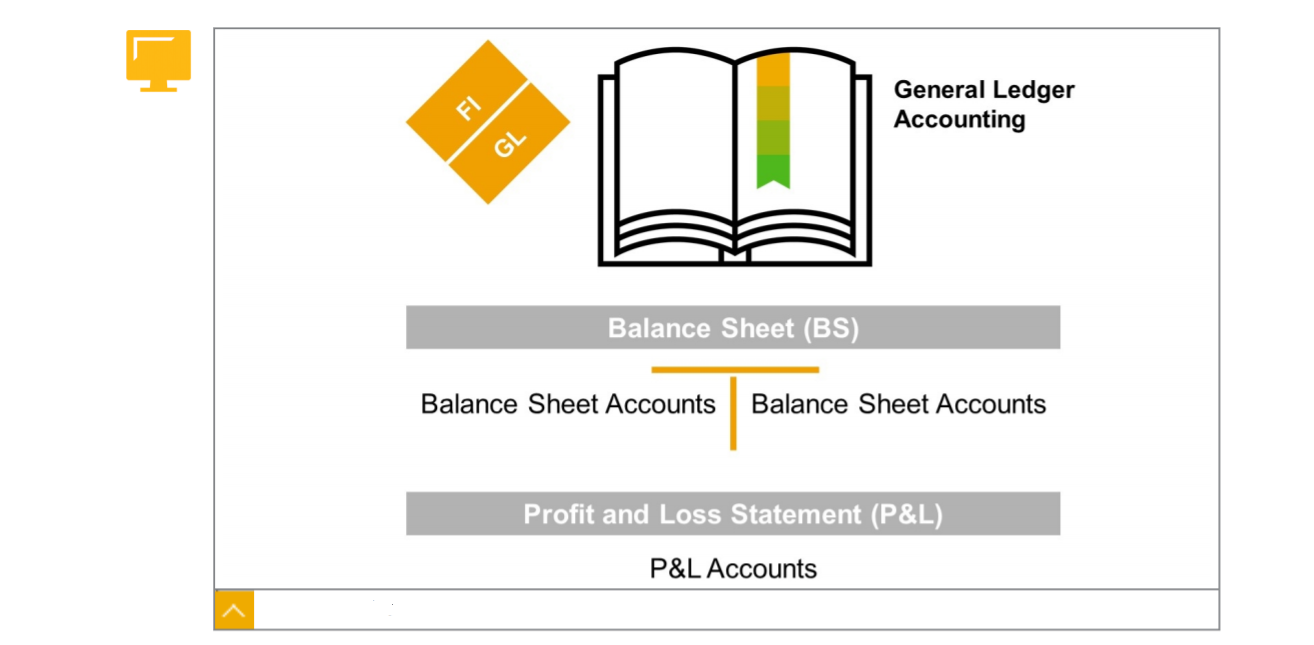 FI
GL
General Ledger
Accounting
Balance Sheet (BS)
Balance Sheet Accounts
Balance Sheet Accounts
Profit and Loss Statement (P&L)
P&L Accounts